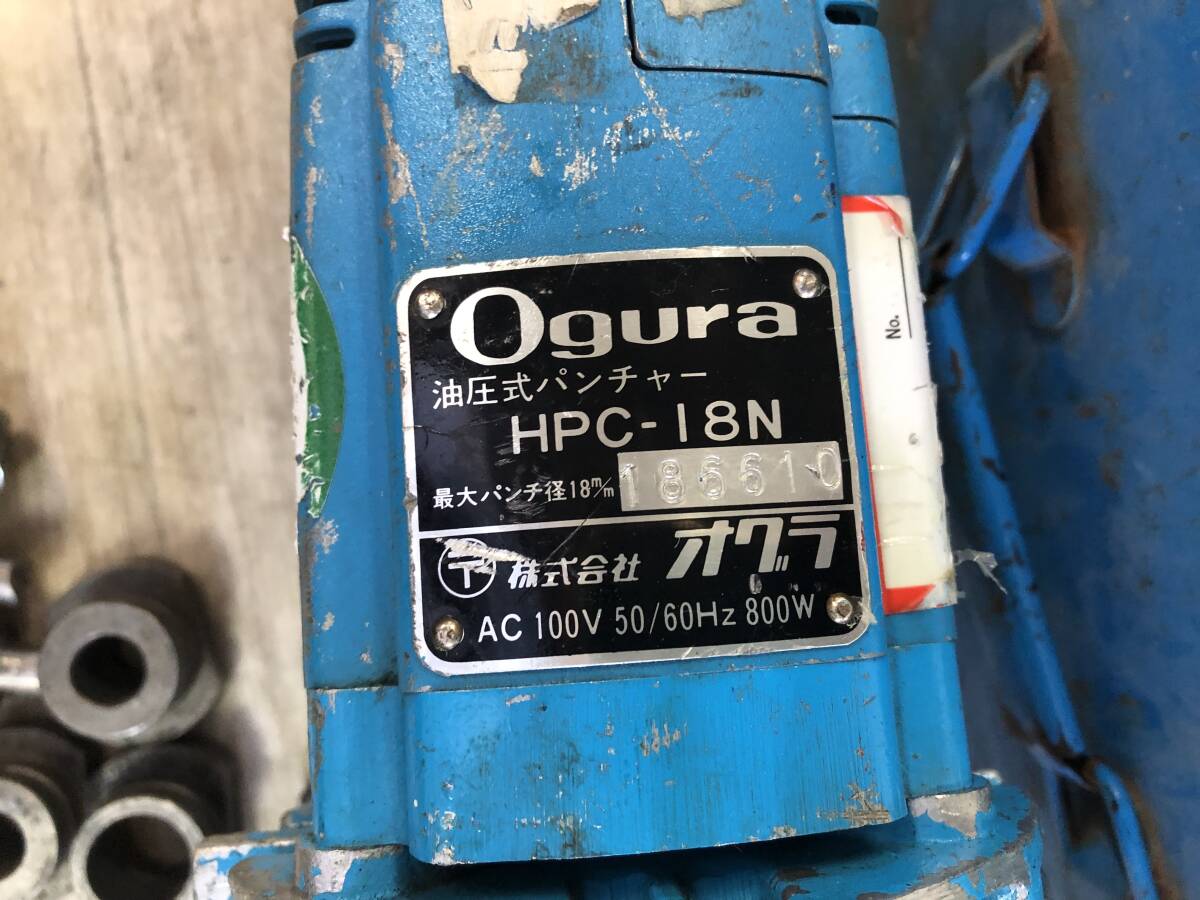 Ogura
油圧式パンチャー
HPC-18N
最大パンチ径18m/m 186610
株式会社 オグラ
AC 100V 50/60Hz 800W
No.